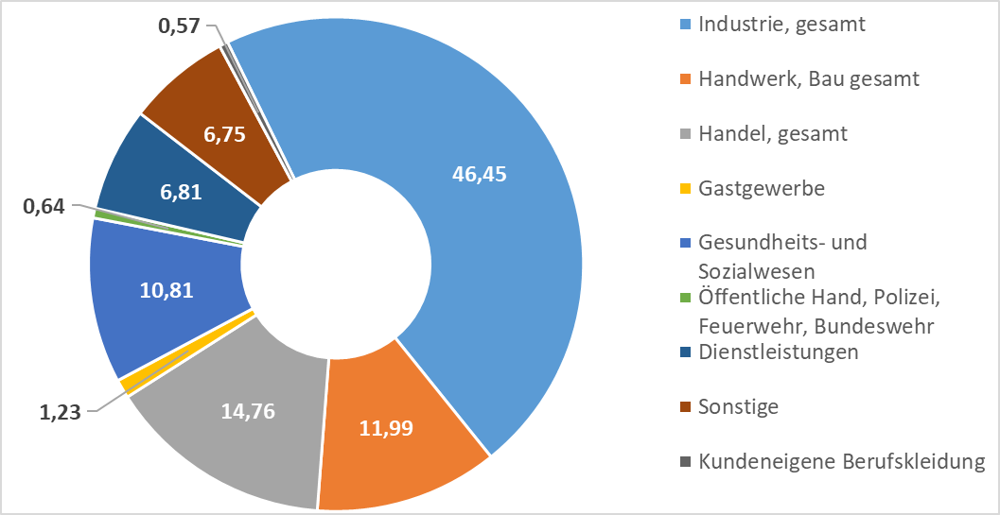 0,57
46,45
11,99
14,76
1,23
10,81
0,64
6,81
6,75
Industrie, gesamt
Handwerk, Bau gesamt
Handel, gesamt
Gastgewerbe
Gesundheits- und
Sozialwesen
Öffentliche Hand, Polizei,
Feuerwehr, Bundeswehr
Dienstleistungen
Sonstige
Kundeneigene Berufskleidung